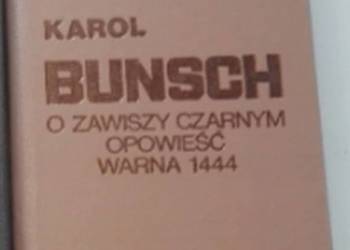 KAROL
BUNSCH
O ZAWISZY CZARNYM
OPOWIEŚĆ
WARNA 1444